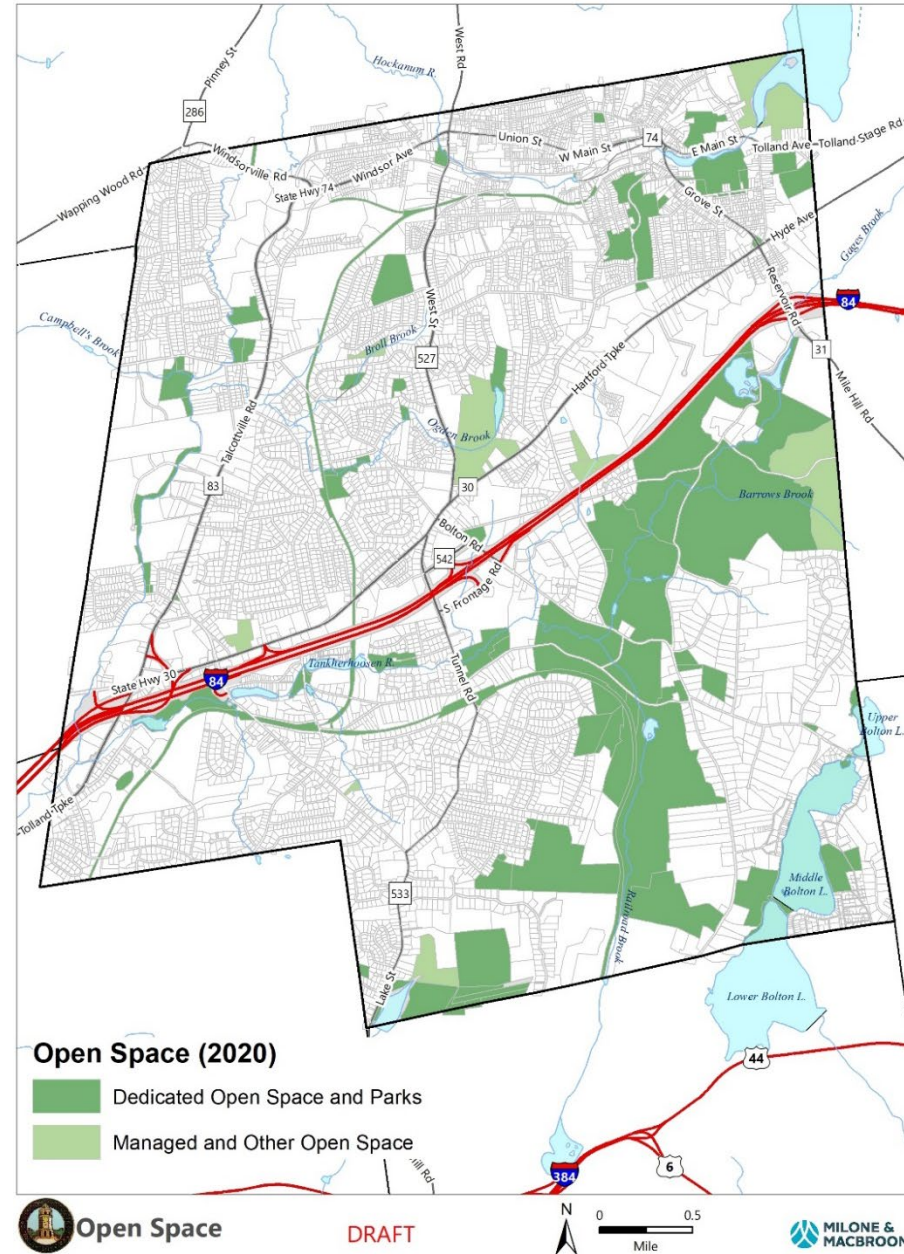 Pinney St
West Rd
Hockanum R.
286
Union St
74
E Main St
Tolland Ave
Tolland-Stage Rd
W Main St
Windsorville Rd
Windsor Ave
State Hwy 74
Wapping Wood Rd
Grove St
Hyde Ave
Gages Brook
Reservoir Rd
84
West St
Campbell's Brook
Broll Brook
527
Hartford-Tpke
31
Mile Hill Rd
Talcottville Rd
Ogden Brook
83
30
Barrows Brook
Bolton Rd
542
S Frontage Rd
Tankherhoosen R.
State Hwy 30
84
Tunnel Rd
Upper
Bolton L.
Tolland-Tpke
Middle
Bolton L.
533
Railroad Brook
Lake St
Lower Bolton L.
Open Space (2020)
44
Dedicated Open Space and Parks
Managed and Other Open Space
6
384
ill Rd
Open Space
DRAFT
N
0
0.5
Mile
MILONE &
MACBROOM